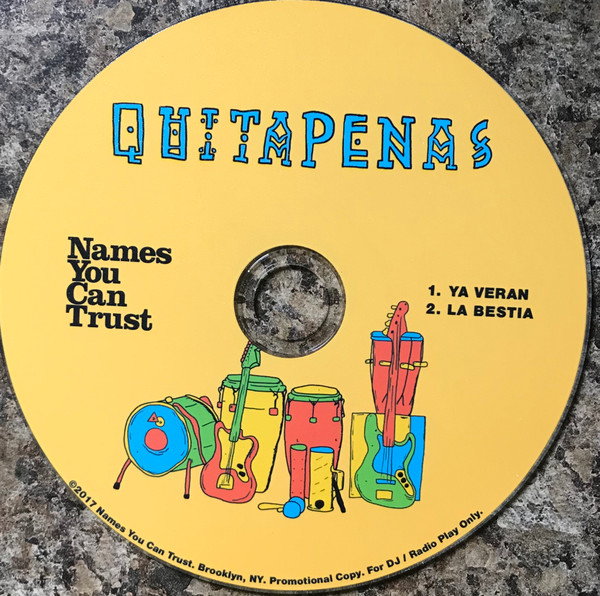 QUITAPENAS
Names
You
Can
Trust
1. YA VERAN
2. LA BESTIA
©2017 Names You Can Trust. Brooklyn, NY. Promotional Copy. For DJ / Radio Play Only.